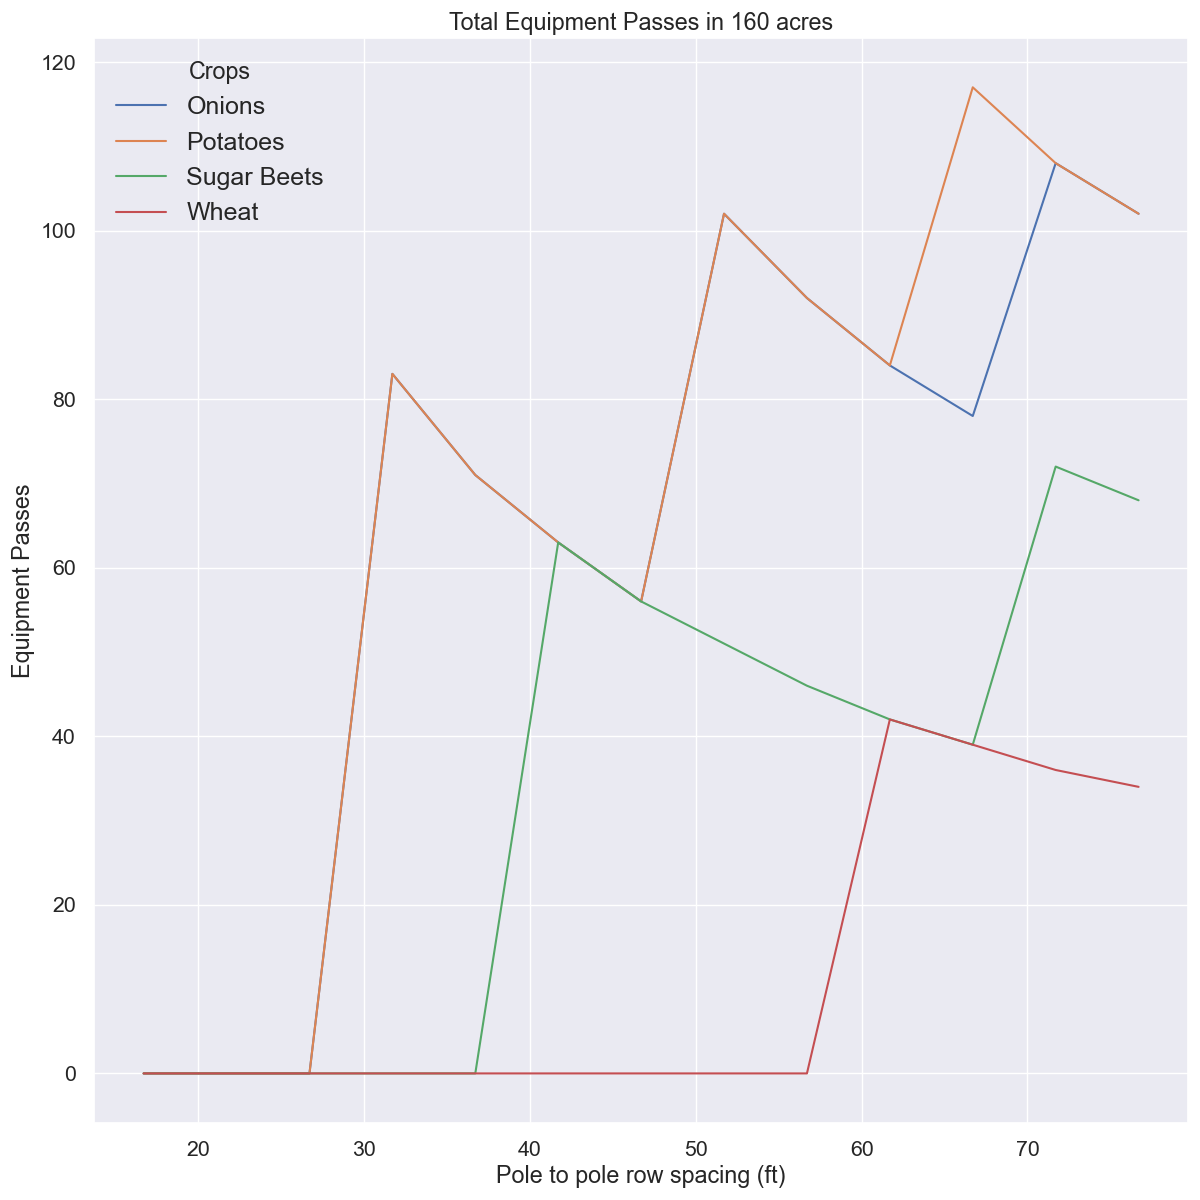 Total Equipment Passes in 160 acres
Crops
Onions
Potatoes
Sugar Beets
Wheat
Equipment Passes
120
100
80
60
40
20
0
20 30 40 50 60 70
Pole to pole row spacing (ft)